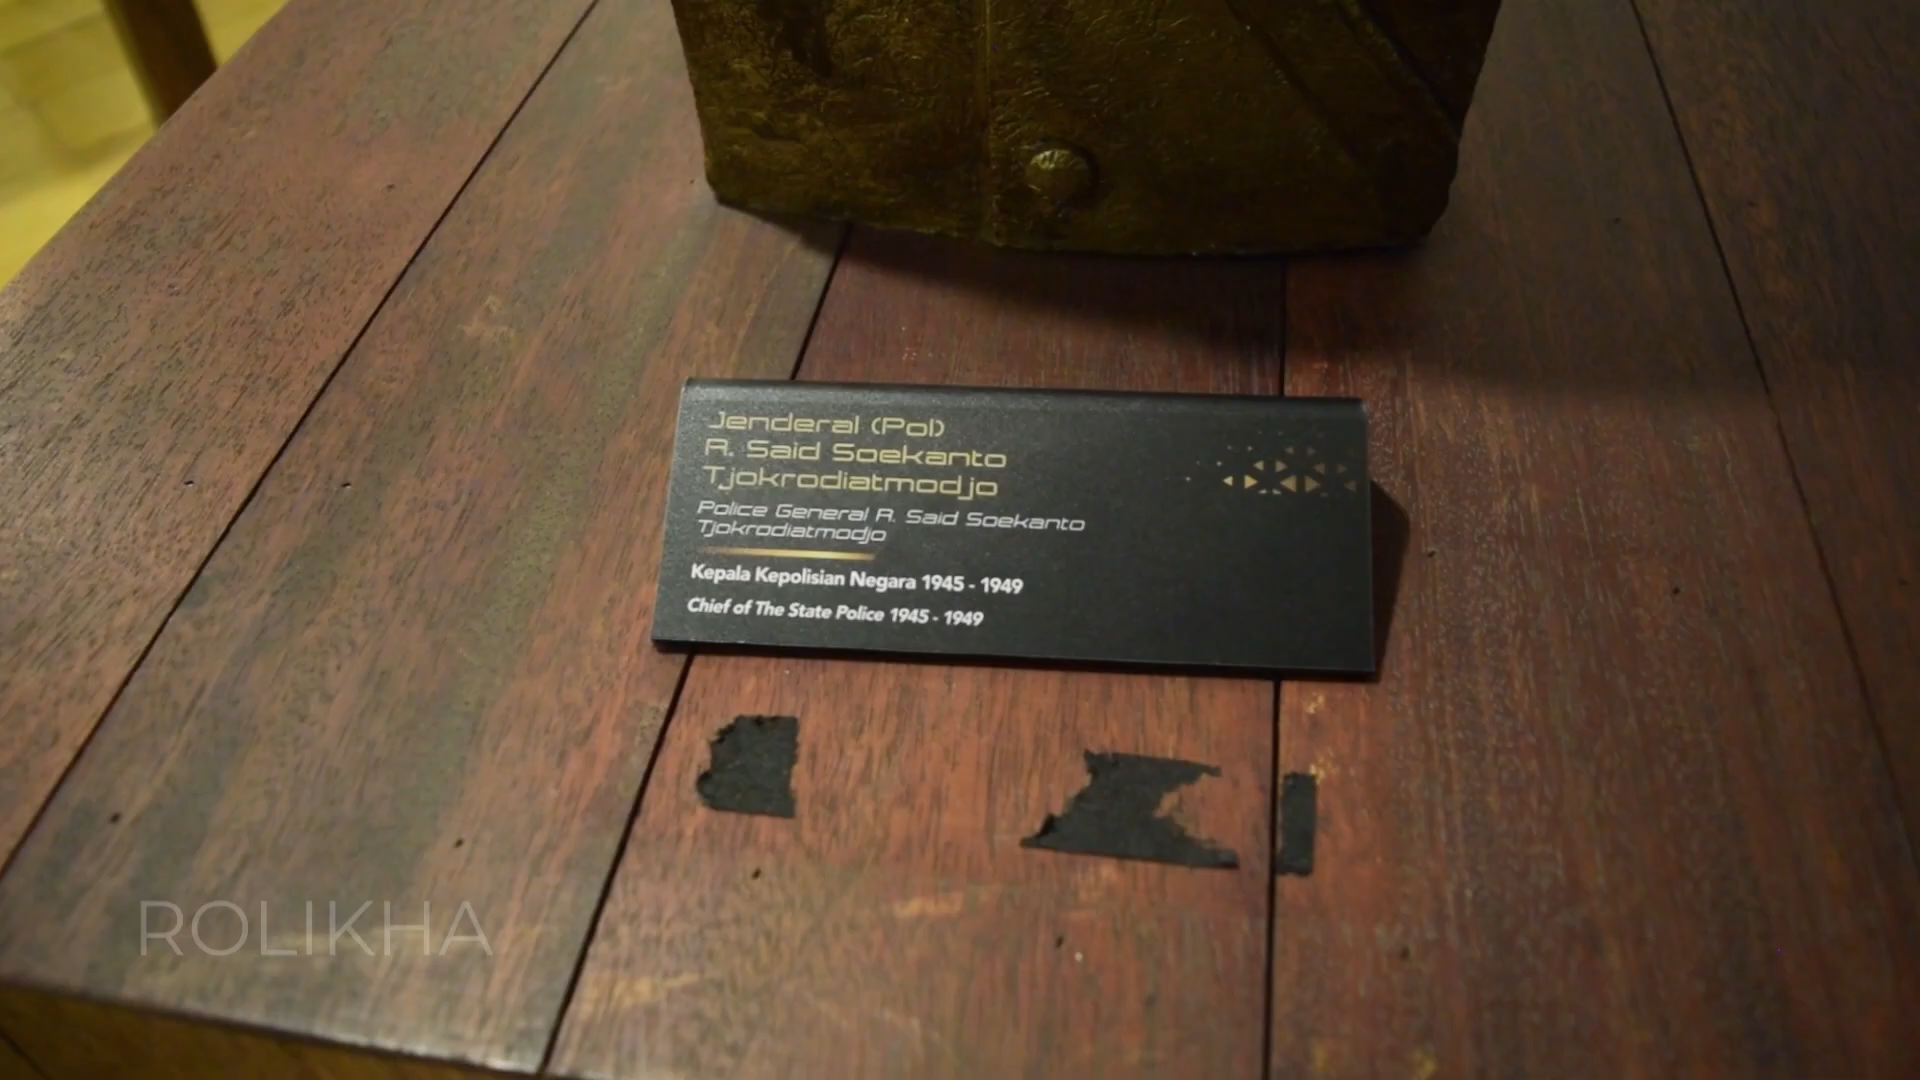 Jenderal (Pol)
R. Said Soekanto
Tjokrodiatmodjo
Police General R. Said Soekanto
Tjokrodiatmodjo
Kepala Kepolisian Negara 1945 - 1949
Chief of The State Police 1945 - 1949
ROLIKHA